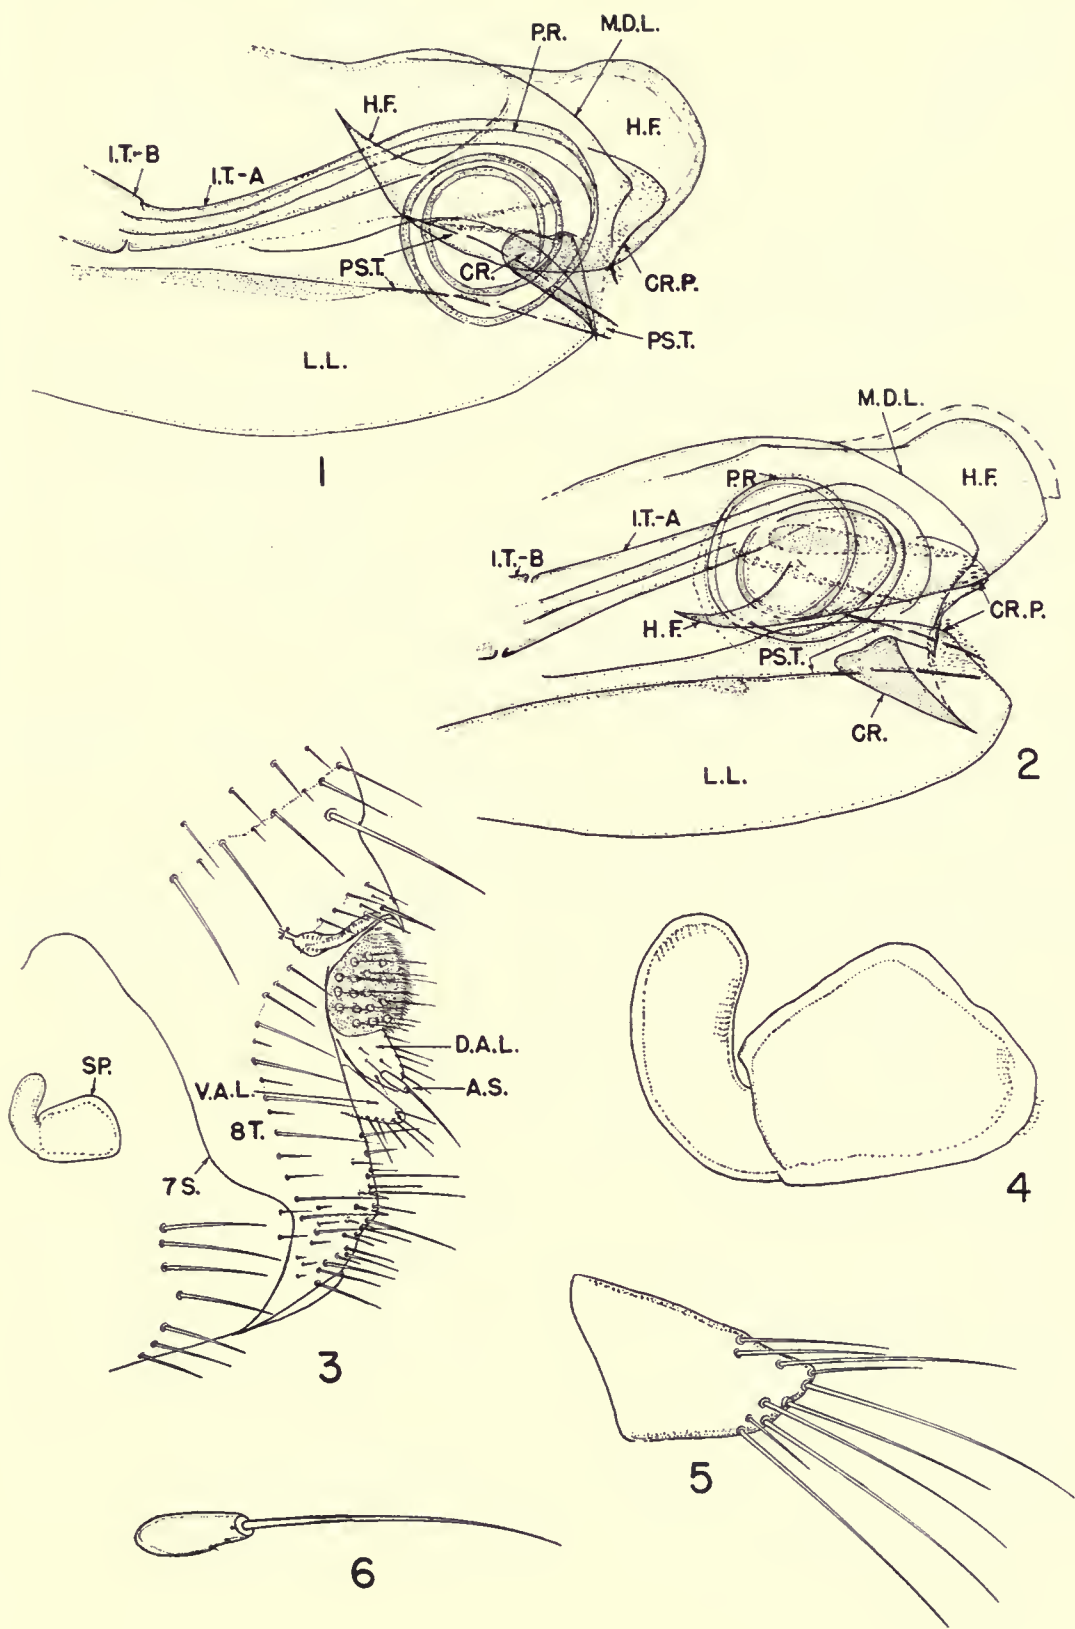 P.R.
M.D.L.
H.F.
H.F.
I.T.-B
I.T.-A
PS.T.
CR.
CR.P.
PS.T.
L.L.
1
M.D.L.
P.R.
H.F.
I.T.-A
I.T.-B
H.F.
CR.P.
PS.T.
CR.
L.L.
2
SP.
V.A.L.
8T.
7S.
D.A.L.
A.S.
3
4
5
6